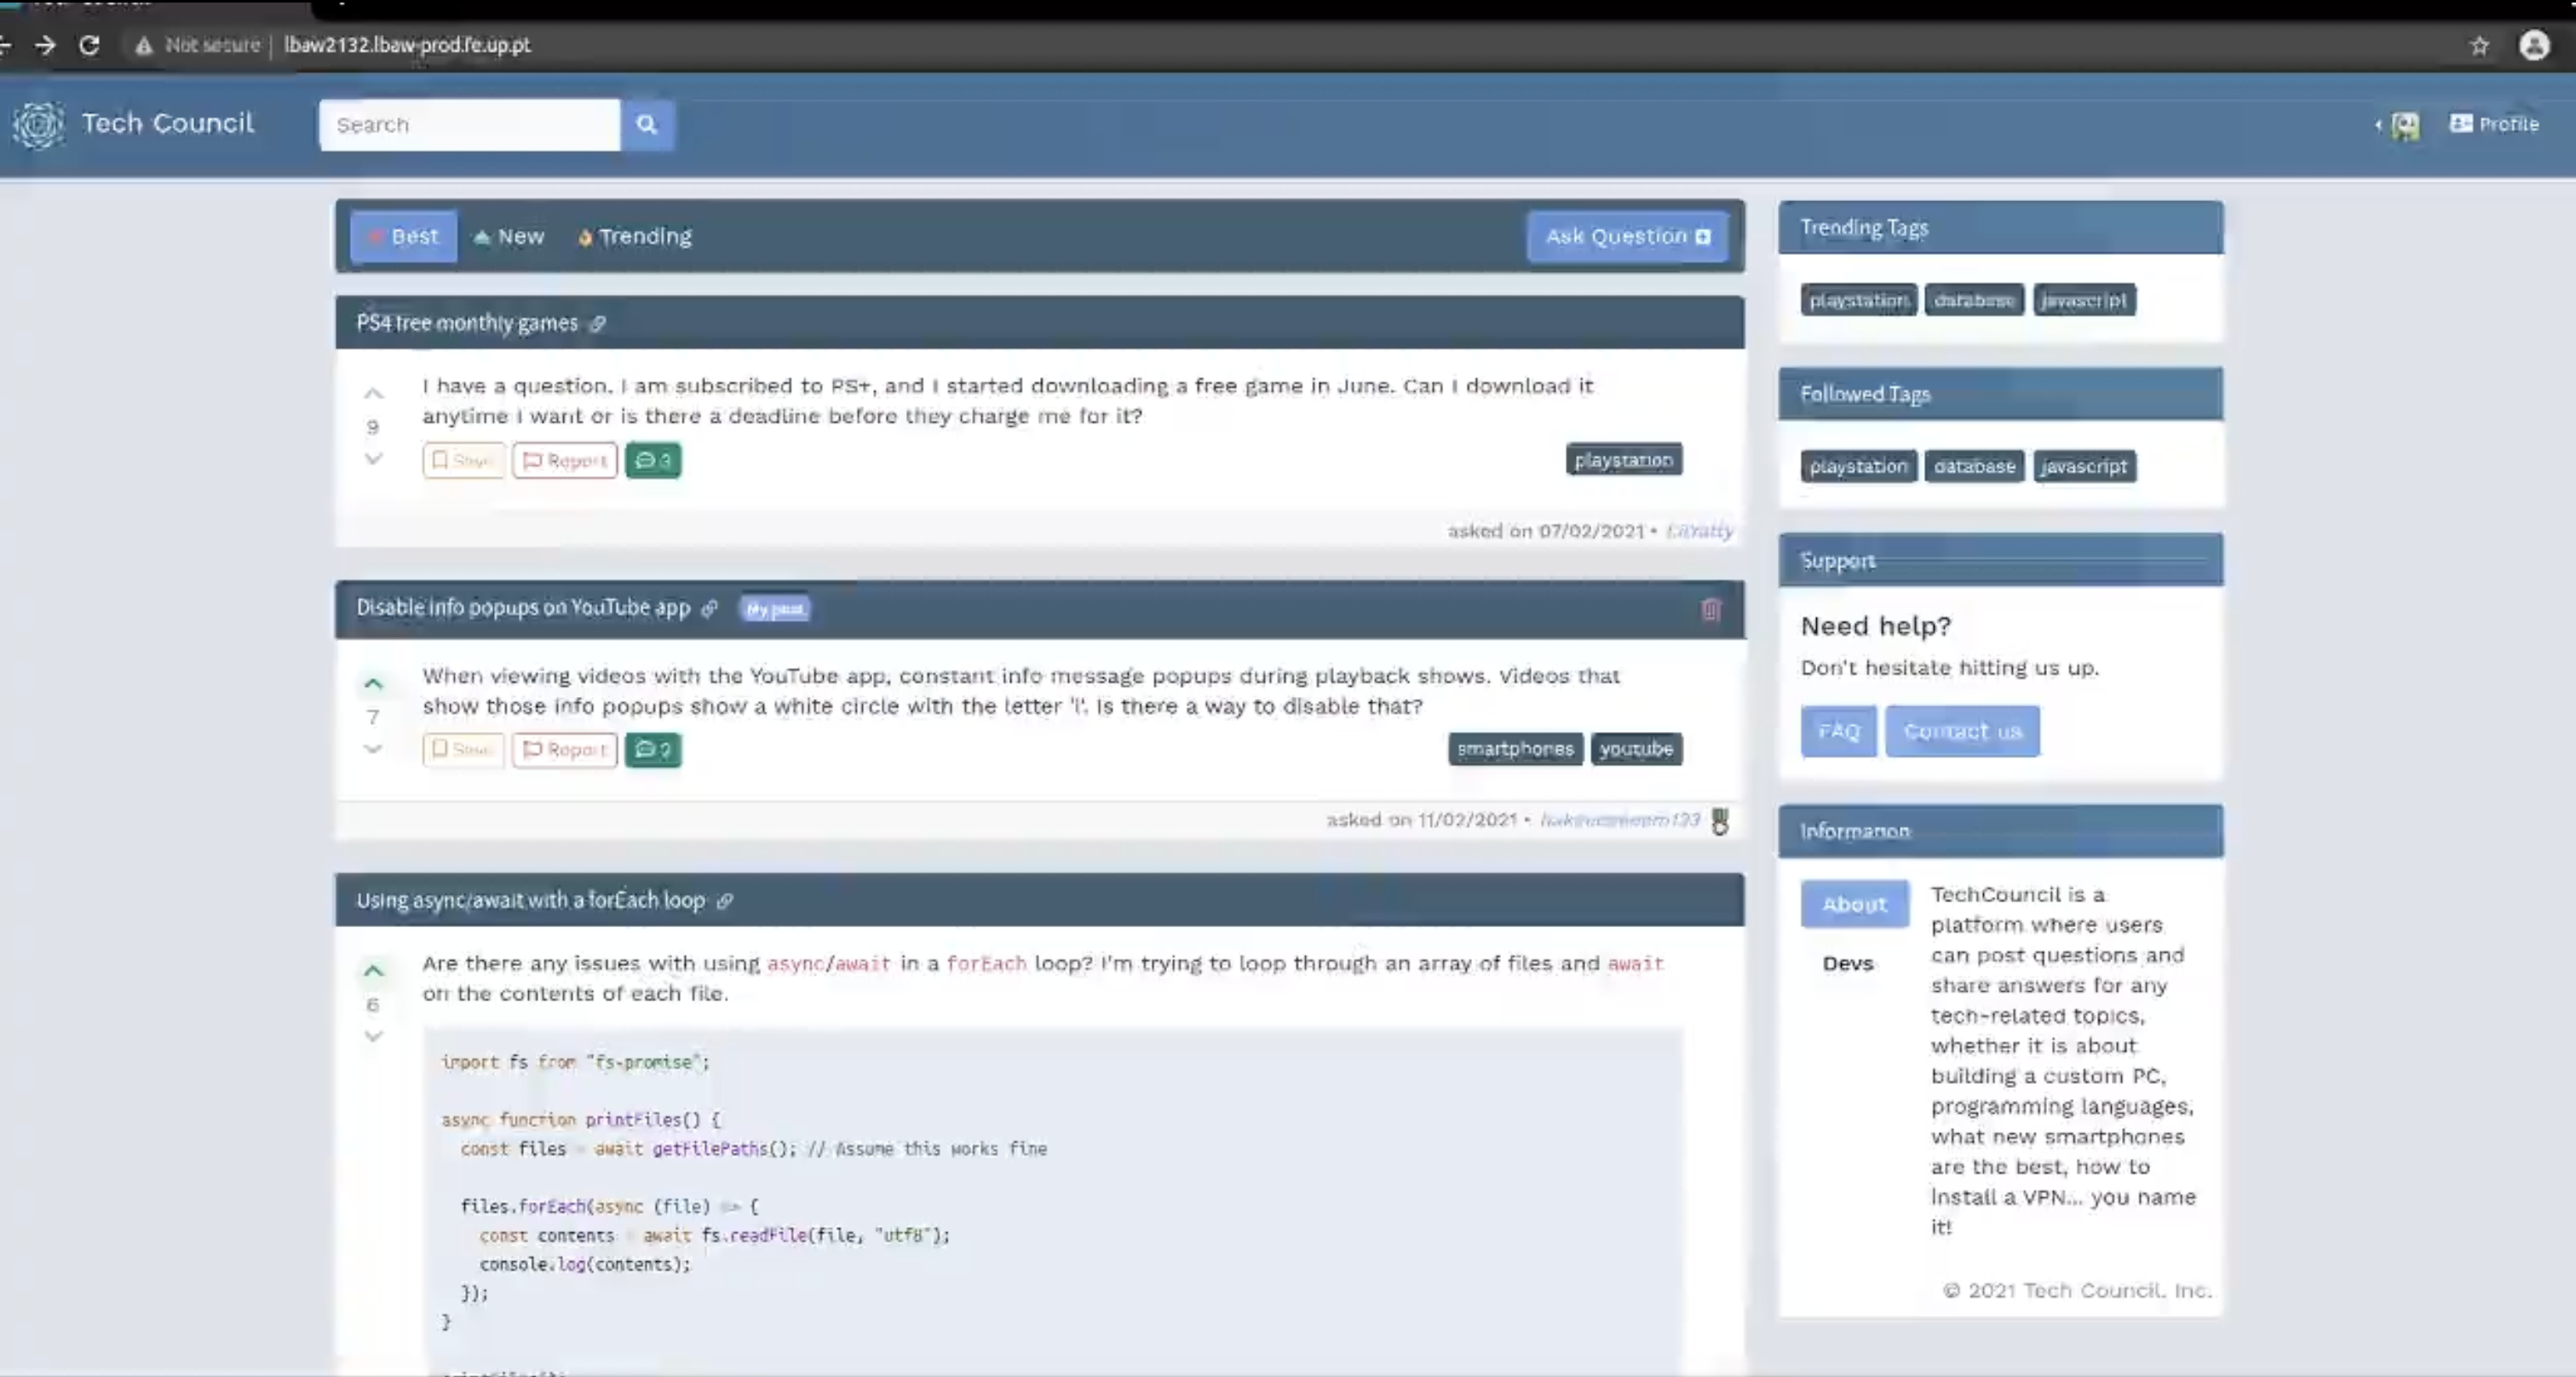 Not secure | lbaw2132.lbaw-prod.fe.up.pt
Tech Council
Search
Profile
Best
New
Trending
Ask Question
PS4 free monthly games
I have a question. I am subscribed to PS+, and I started downloading a free game in June. Can I download it
anytime I want or is there a deadline before they charge me for it?
9
Save
Report
3
playstation
asked on 07/02/2021 •
Disable info popups on YouTube app
My post
When viewing videos with the YouTube app, constant info message popups during playback shows. Videos that
show those info popups show a white circle with the letter 'i'. Is there a way to disable that?
7
Save
Report
smartphones
youtube
asked on 11/02/2021 •
Using async/await with a forEach loop
Are there any issues with using async/await in a forEach loop? I'm trying to loop through an array of files and await
on the contents of each file.
6
import fs from "fs-promise";
async function printFiles() {
const files = await getFilePaths(); // Assume this works fine
files.forEach(async (file) => {
const contents = await fs.readFile(file, "utf8");
console.log(contents);
});
}
Trending Tags
playstation database javascript
Followed Tags
playstation database javascript
Support
Need help?
Don't hesitate hitting us up.
FAQ
Contact us
Information
About
Devs
TechCouncil is a
platform where users
can post questions and
share answers for any
tech-related topics,
whether it is about
building a custom PC,
programming languages,
what new smartphones
are the best, how to
install a VPN... you name
it!
© 2021 Tech Council, Inc.